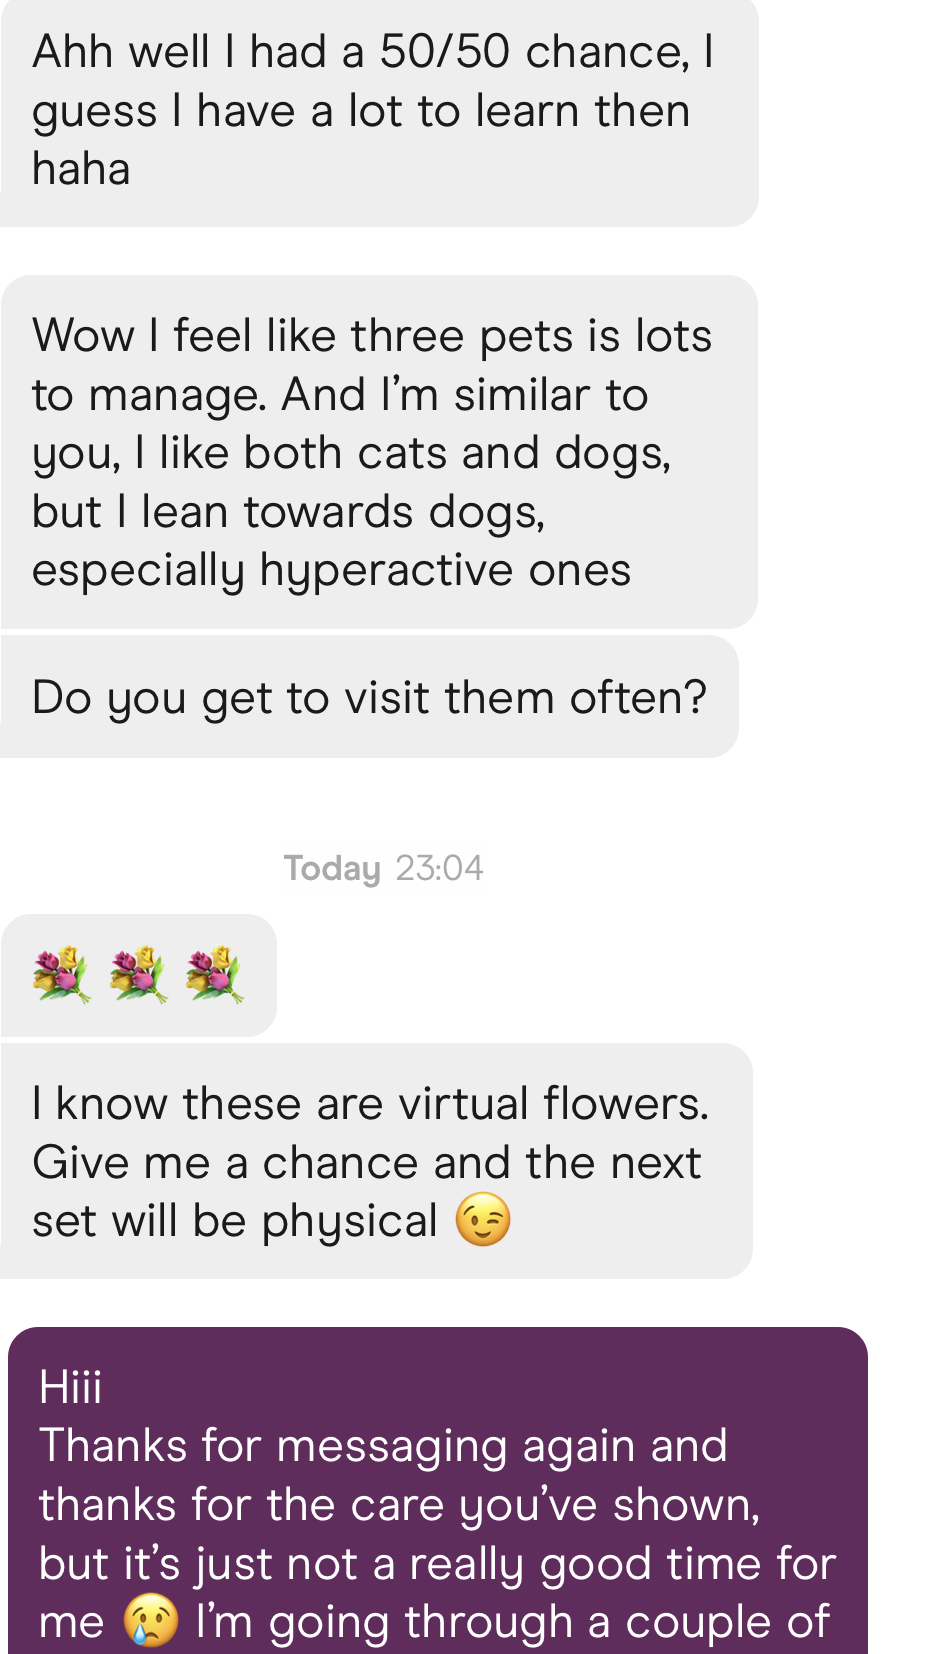 Ahh well I had a 50/50 chance, I
guess I have a lot to learn then
haha
Wow I feel like three pets is lots
to manage. And I’m similar to
you, I like both cats and dogs,
but I lean towards dogs,
especially hyperactive ones
Do you get to visit them often?
Today 23:04
💐 💐 💐
I know these are virtual flowers.
Give me a chance and the next
set will be physical 😉
Hiii
Thanks for messaging again and
thanks for the care you’ve shown,
but it’s just not a really good time for
me 😢 I’m going through a couple of